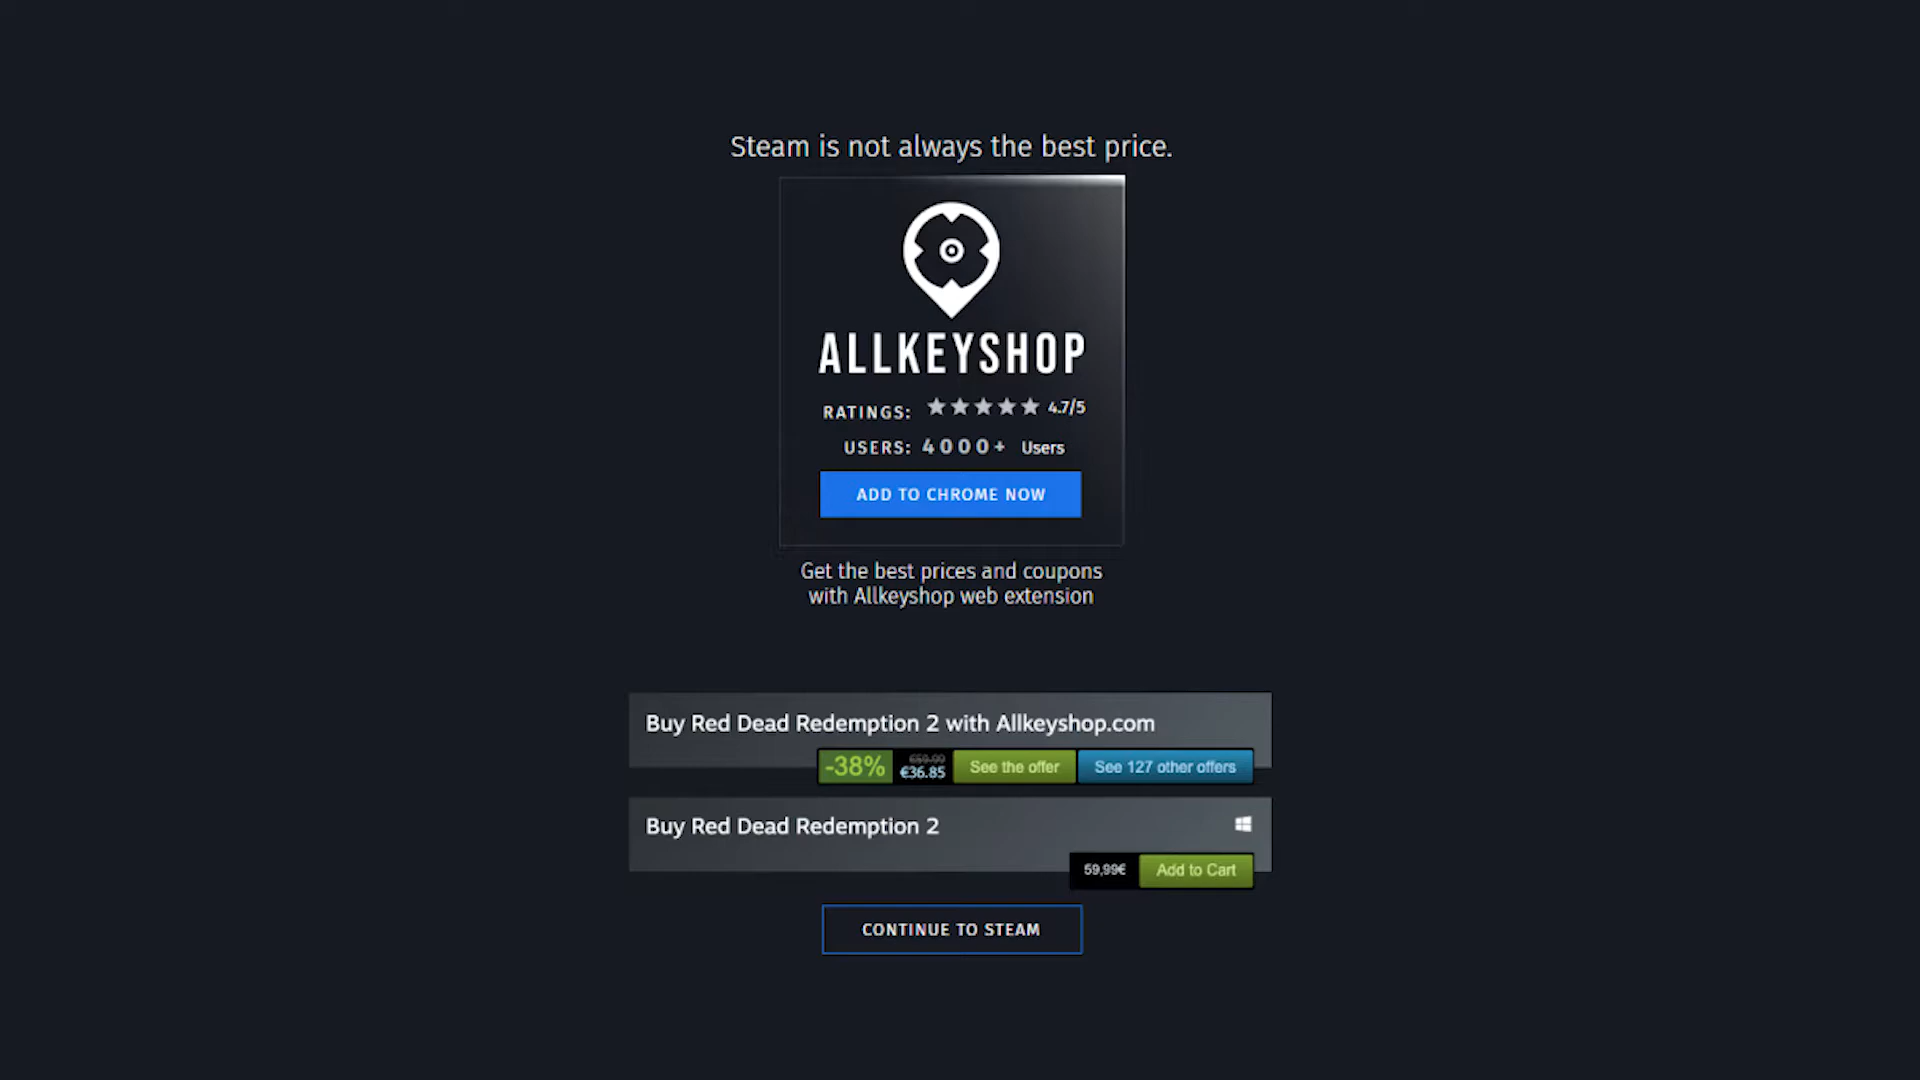 Steam is not always the best price.
ALLKEYSHOP
RATINGS: ★★★★★ 4.7/5
USERS: 4000+ Users
ADD TO CHROME NOW
Get the best prices and coupons
with Allkeyshop web extension
Buy Red Dead Redemption 2 with Allkeyshop.com
-38% €59.99 €36.85 See the offer See 127 other offers
Buy Red Dead Redemption 2
59,99€ Add to Cart
CONTINUE TO STEAM